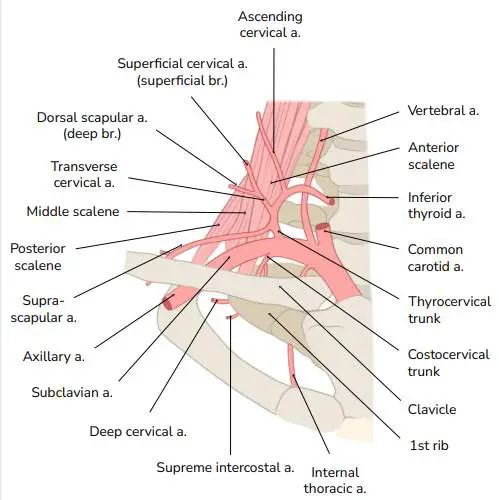 Ascending
cervical a.
Superficial cervical a.
(superficial br.)
Dorsal scapular a.
(deep br.)
Transverse
cervical a.
Middle scalene
Posterior
scalene
Supra-
scapular a.
Axillary a.
Subclavian a.
Deep cervical a.
Supreme intercostal a.
Internal
thoracic a.
Vertebral a.
Anterior
scalene
Inferior
thyroid a.
Common
carotid a.
Thyrocervical
trunk
Costocervical
trunk
Clavicle
1st rib